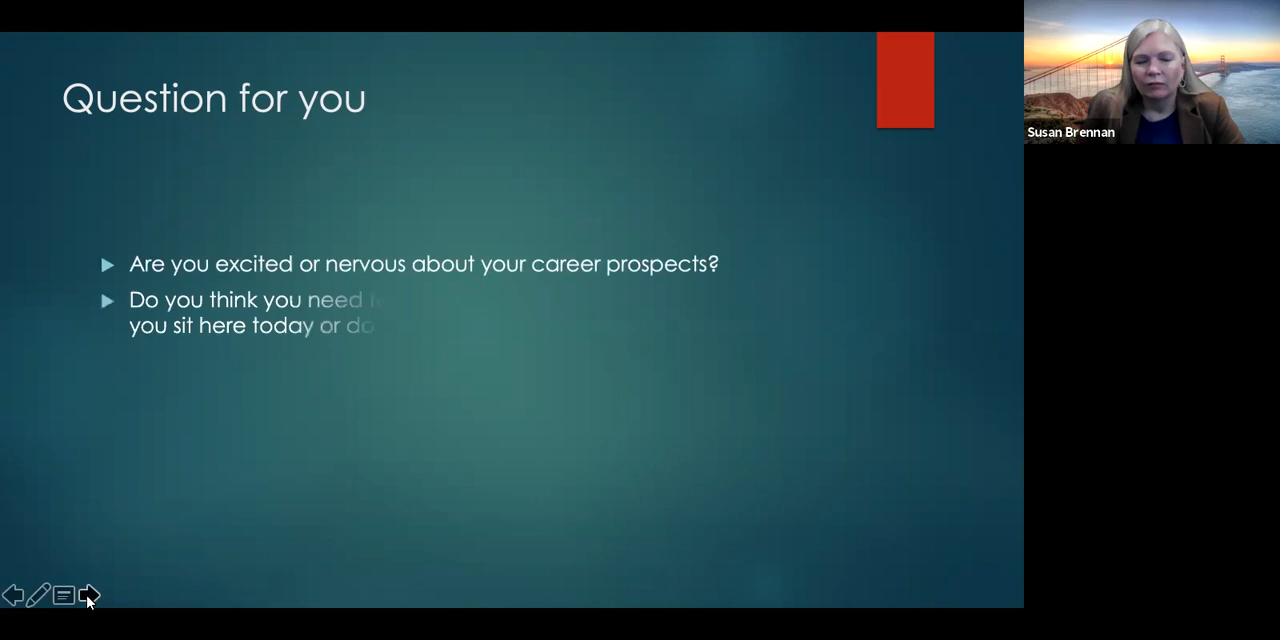 Question for you
Are you excited or nervous about your career prospects?
Do you think you need
you sit here today or do
Susan Brennan